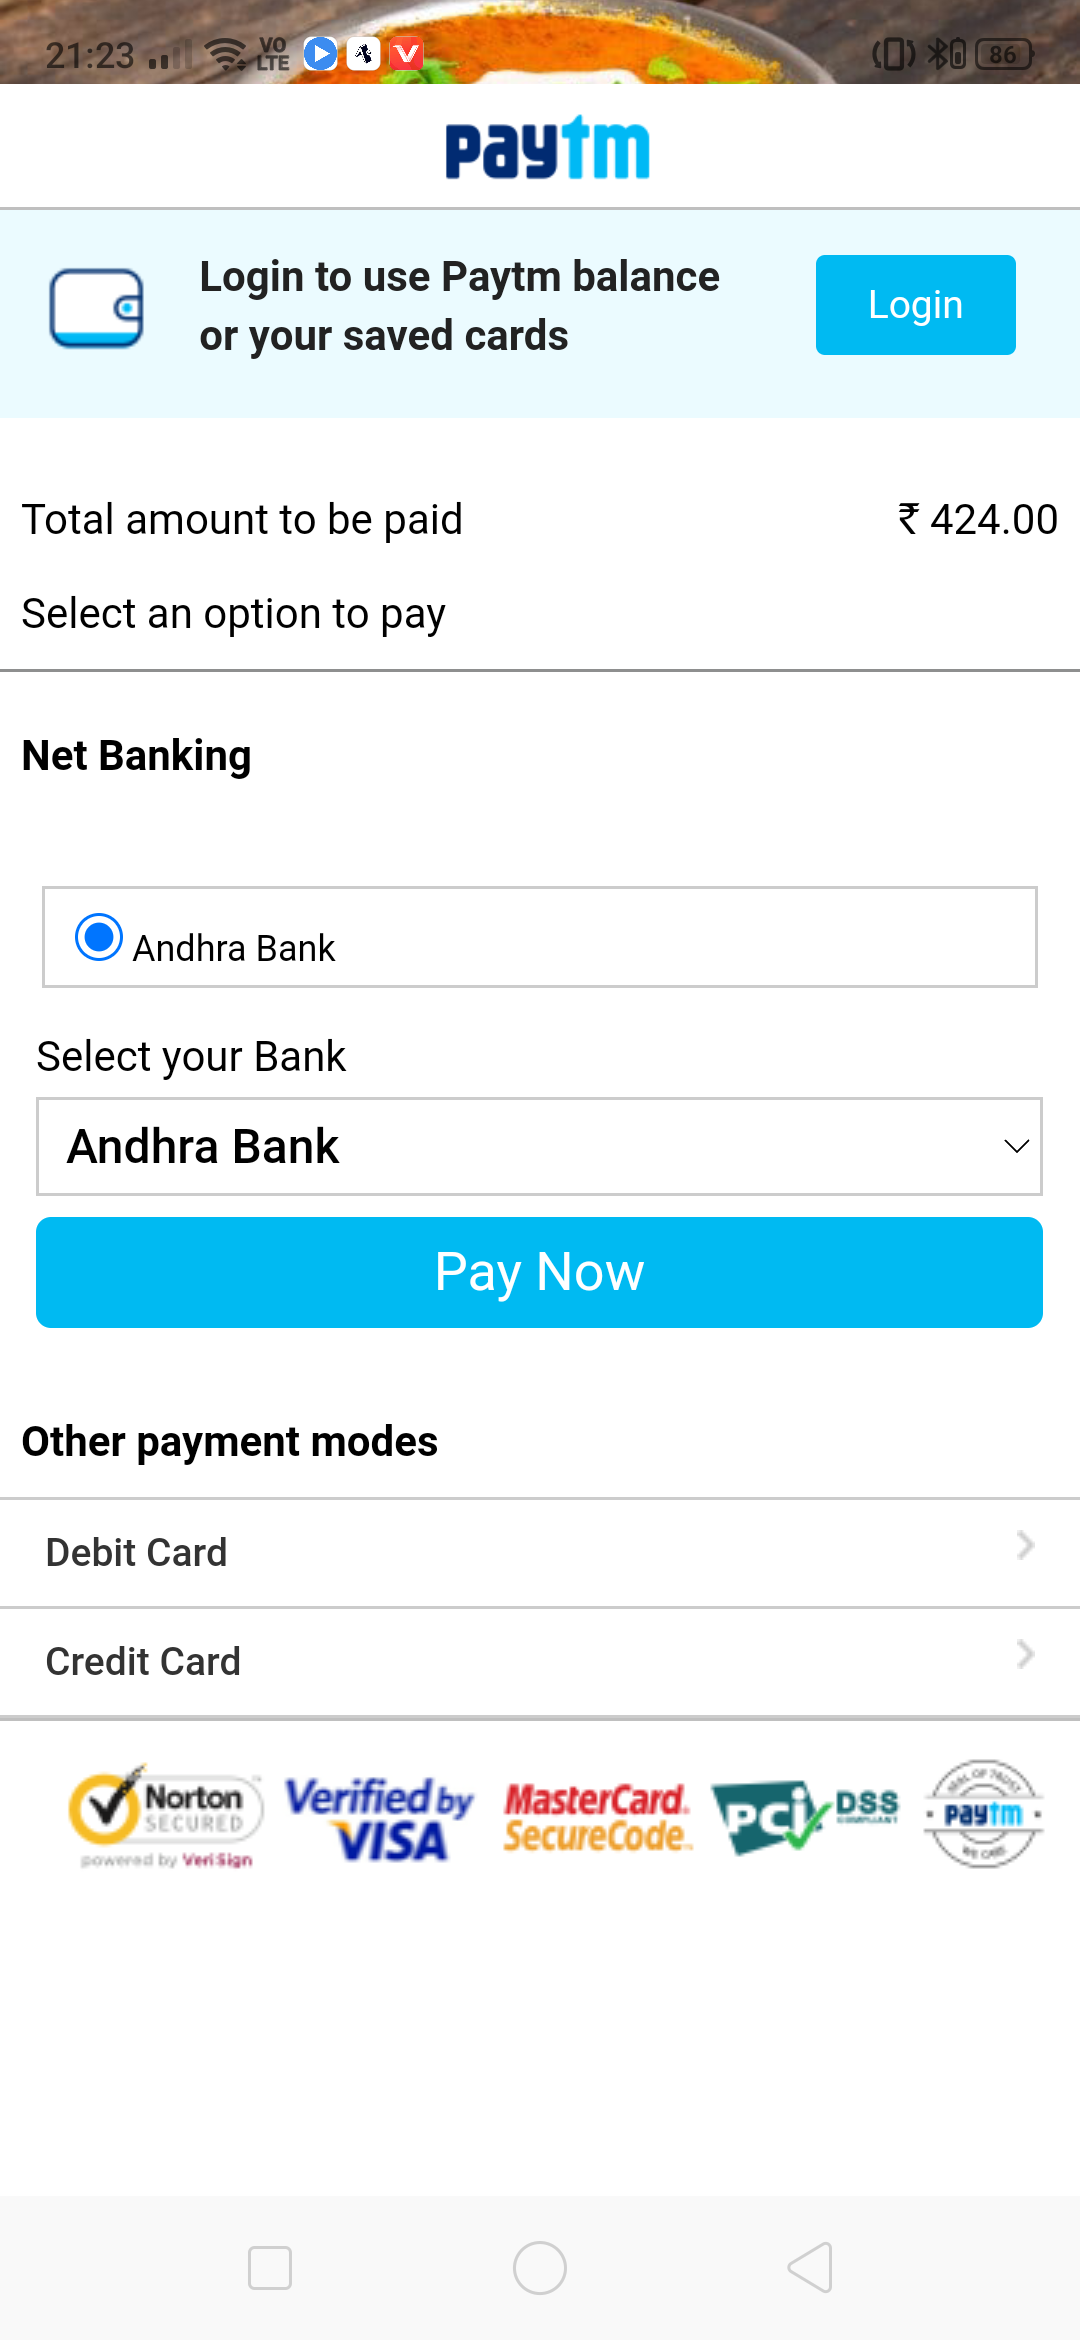 21:23 VO LTE 86
paytm
Login to use Paytm balance
or your saved cards
Login
Total amount to be paid ₹ 424.00
Select an option to pay
Net Banking
Andhra Bank
Select your Bank
Andhra Bank
Pay Now
Other payment modes
Debit Card
Credit Card
Norton
SECURED
powered by VeriSign
Verified by
VISA
MasterCard.
SecureCode.
PCI DSS
COMPLIANT
SEAL OF TRUST
paytm
WE CARE